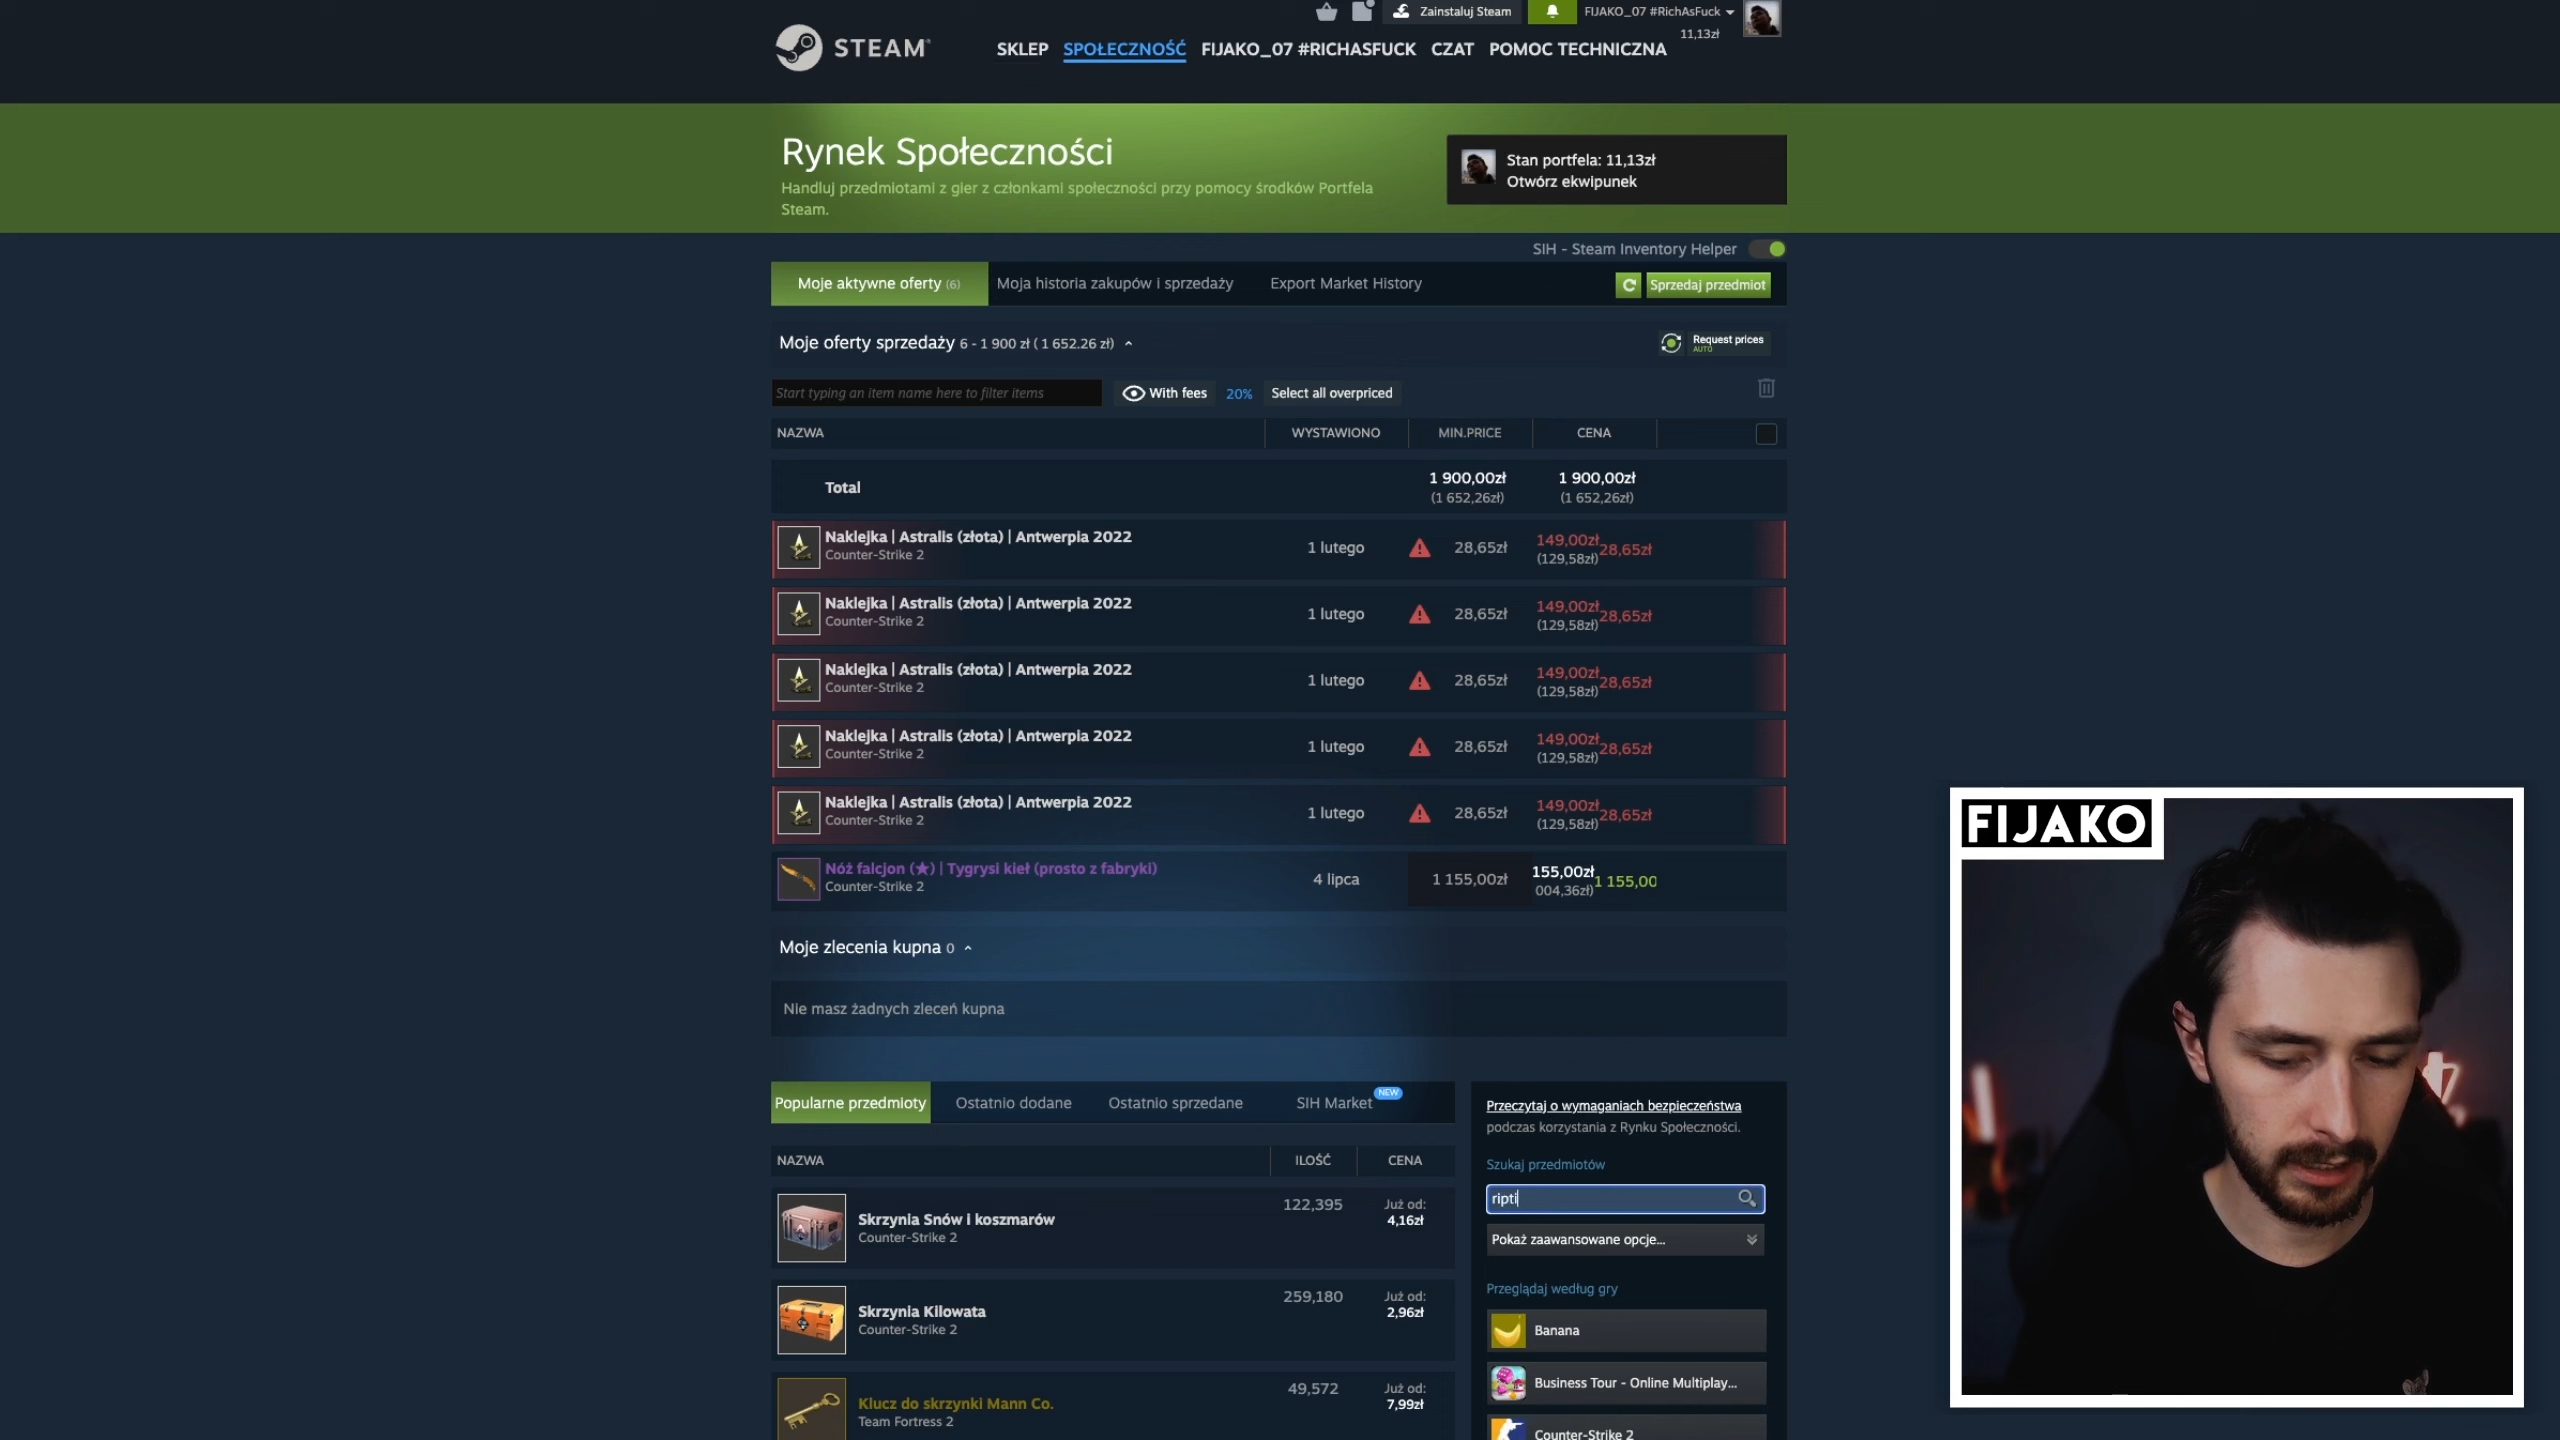 Zainstaluj Steam
FIJAKO_07 #RichAsFuck
11,13zł
STEAM
SKLEP SPOŁECZNOŚĆ FIJAKO_07 #RICHASFUCK CZAT POMOC TECHNICZNA
Rynek Społeczności
Handluj przedmiotami z gier z członkami społeczności przy pomocy środków Portfela
Steam.
Stan portfela: 11,13zł
Otwórz ekwipunek
SIH - Steam Inventory Helper
Moje aktywne oferty (6) Moja historia zakupów i sprzedaży Export Market History Sprzedaj przedmiot
Moje oferty sprzedaży 6 - 1 900 zł ( 1 652.26 zł)
Request prices
AUTO
Start typing an item name here to filter items With fees 20% Select all overpriced
NAZWA WYSTAWIONO MIN.PRICE CENA
Total 1 900,00zł 1 900,00zł
(1 652,26zł) (1 652,26zł)
Naklejka | Astralis (złota) | Antwerpia 2022
Counter-Strike 2
1 lutego 28,65zł 149,00zł 28,65zł
(129,58zł)
Naklejka | Astralis (złota) | Antwerpia 2022
Counter-Strike 2
1 lutego 28,65zł 149,00zł 28,65zł
(129,58zł)
Naklejka | Astralis (złota) | Antwerpia 2022
Counter-Strike 2
1 lutego 28,65zł 149,00zł 28,65zł
(129,58zł)
Naklejka | Astralis (złota) | Antwerpia 2022
Counter-Strike 2
1 lutego 28,65zł 149,00zł 28,65zł
(129,58zł)
Naklejka | Astralis (złota) | Antwerpia 2022
Counter-Strike 2
1 lutego 28,65zł 149,00zł 28,65zł
(129,58zł)
Nóż falcjon (★) | Tygrysi kieł (prosto z fabryki)
Counter-Strike 2
4 lipca 1 155,00zł 155,00zł 1 155,00
004,36zł)
Moje zlecenia kupna 0
Nie masz żadnych zleceń kupna
Popularne przedmioty Ostatnio dodane Ostatnio sprzedane SIH Market NEW
NAZWA ILOŚĆ CENA
Skrzynia Snów i koszmarów
Counter-Strike 2
122,395 Już od:
4,16zł
Skrzynia Kilowata
Counter-Strike 2
259,180 Już od:
2,96zł
Klucz do skrzynki Mann Co.
Team Fortress 2
49,572 Już od:
7,99zł
Przeczytaj o wymaganiach bezpieczeństwa
podczas korzystania z Rynku Społeczności.
Szukaj przedmiotów
ripti
Pokaż zaawansowane opcje...
Przeglądaj według gry
Banana
Business Tour - Online Multiplay...
Counter-Strike 2
FIJAKO